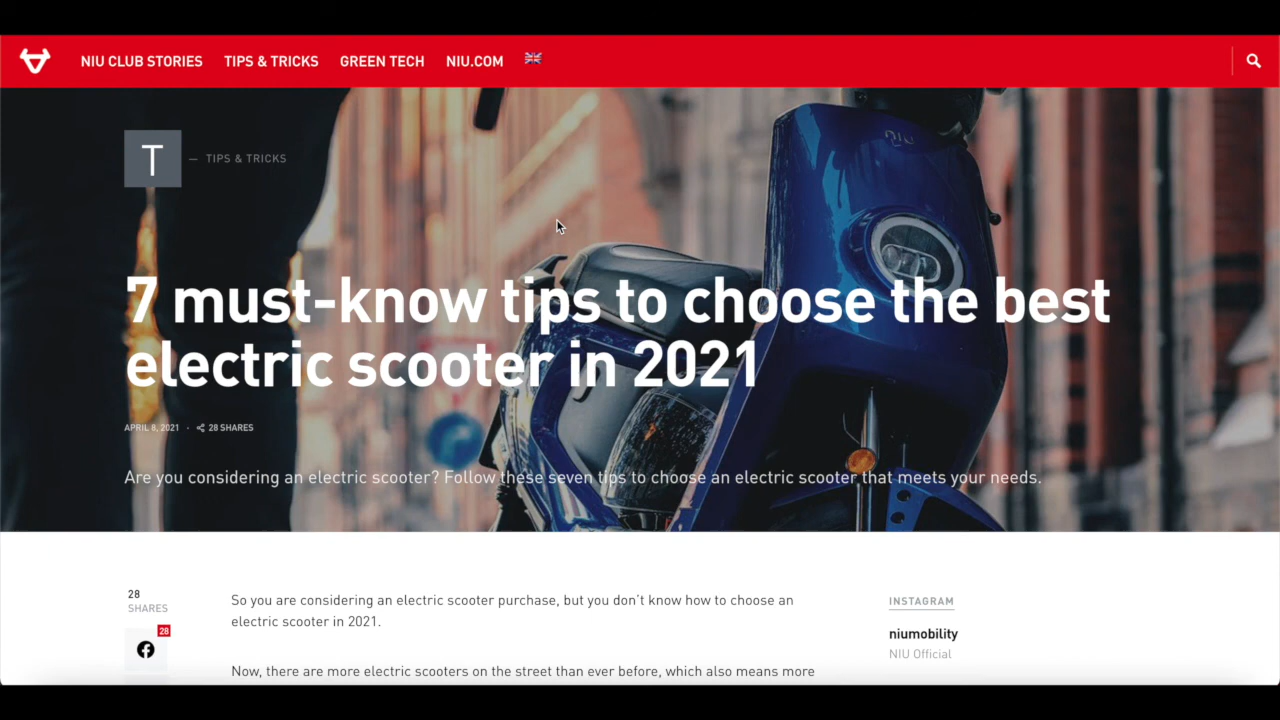 NIU CLUB STORIES TIPS & TRICKS GREEN TECH NIU.COM
T — TIPS & TRICKS
NIU
7 must-know tips to choose the best
electric scooter in 2021
APRIL 8, 2021 · 28 SHARES
Are you considering an electric scooter? Follow these seven tips to choose an electric scooter that meets your needs.
28
SHARES
28
So you are considering an electric scooter purchase, but you don't know how to choose an
electric scooter in 2021.
Now, there are more electric scooters on the street than ever before, which also means more
INSTAGRAM
niumobility
NIU Official